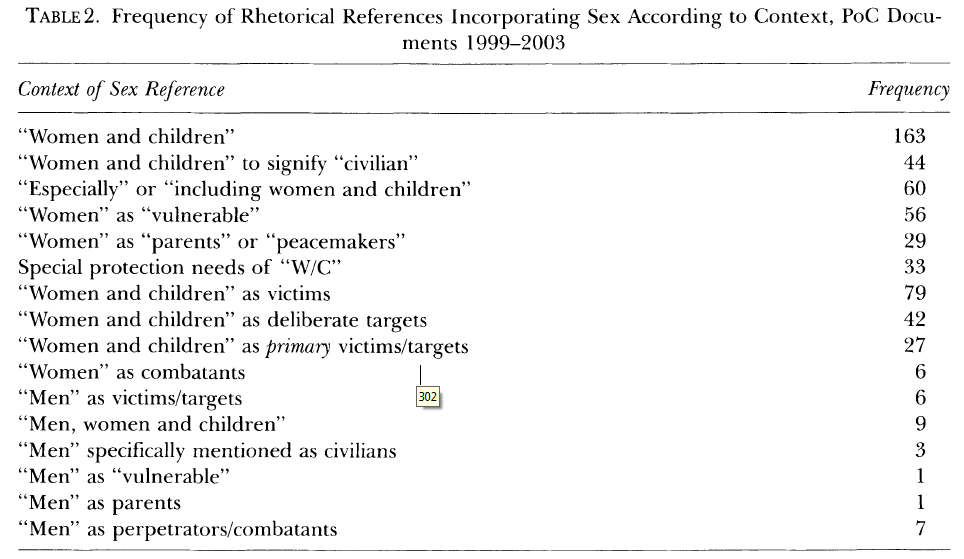 TABLE 2. Frequency of Rhetorical References Incorporating Sex According to Context, PoC Docu-
ments 1999–2003
Context of Sex Reference Frequency
“Women and children” 163
“Women and children” to signify “civilian” 44
“Especially” or “including women and children” 60
“Women” as “vulnerable” 56
“Women” as “parents” or “peacemakers” 29
Special protection needs of “W/C” 33
“Women and children” as victims 79
“Women and children” as deliberate targets 42
“Women and children” as primary victims/targets 27
“Women” as combatants 6
302
“Men” as victims/targets 6
“Men, women and children” 9
“Men” specifically mentioned as civilians 3
“Men” as “vulnerable” 1
“Men” as parents 1
“Men” as perpetrators/combatants 7